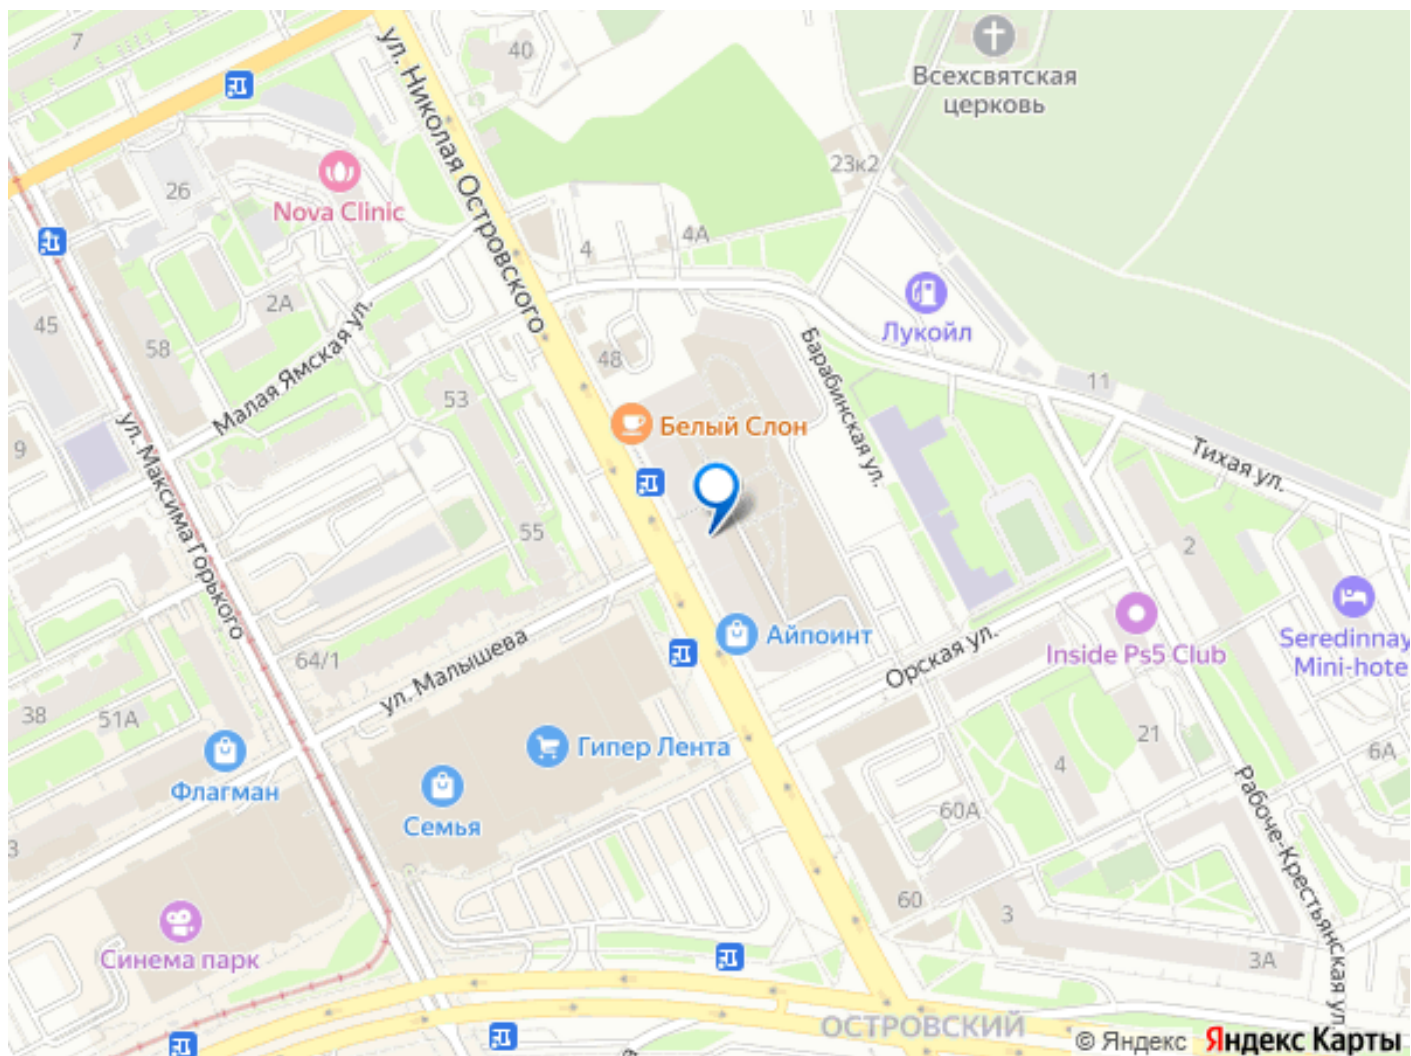 7
40
Всехсвятская
церковь
ул. Николая Островского
23к2
26
Nova Clinic
4
4А
2А
45
58
Лукойл
48
Малая Ямская ул.
Барабинская ул.
11
53
Белый Слон
9
ул. Максима Горького
Тихая ул.
55
2
Айпоинт
64/1
ул. Малышева
Орская ул.
Inside Ps5 Club
Seredinnay
Mini-hote
38
51А
Гипер Лента
21
6А
Флагман
4
Семья
60А
Рабоче-Крестьянская ул.
3
60
3
Синема парк
3А
ОСТРОВСКИЙ
© Яндекс Яндекс Карты